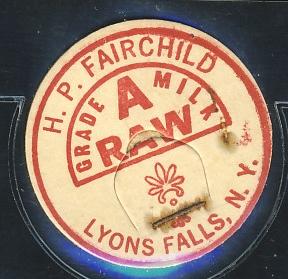 H. P. FAIRCHILD
GRADE A MILK
RAW
LYONS FALLS, N. Y.